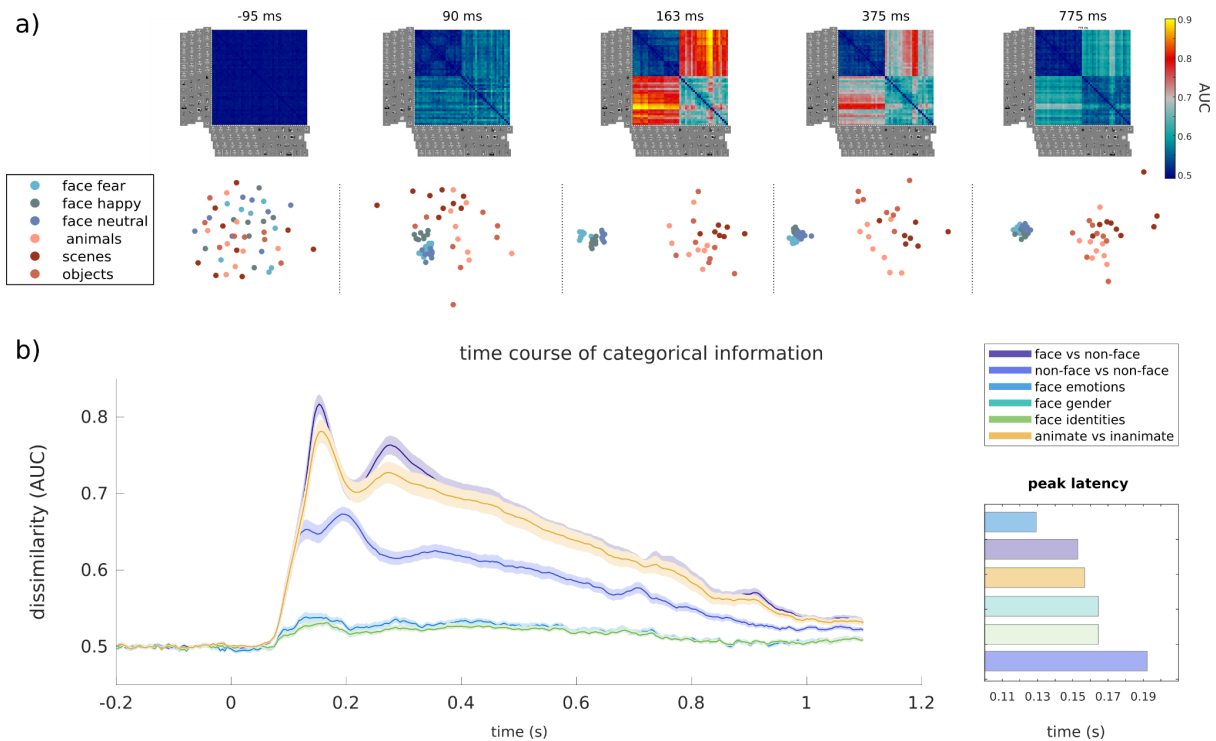 a)
-95 ms
90 ms
163 ms
375 ms
775 ms
0.9
0.8
0.7
0.6
0.5
AUC
face fear
face happy
face neutral
animals
scenes
objects
b)
time course of categorical information
dissimilarity (AUC)
0.8
0.7
0.6
0.5
-0.2
0
0.2
0.4
0.6
0.8
1
1.2
time (s)
face vs non-face
non-face vs non-face
face emotions
face gender
face identities
animate vs inanimate
peak latency
0.11
0.13
0.15
0.17
0.19
time (s)